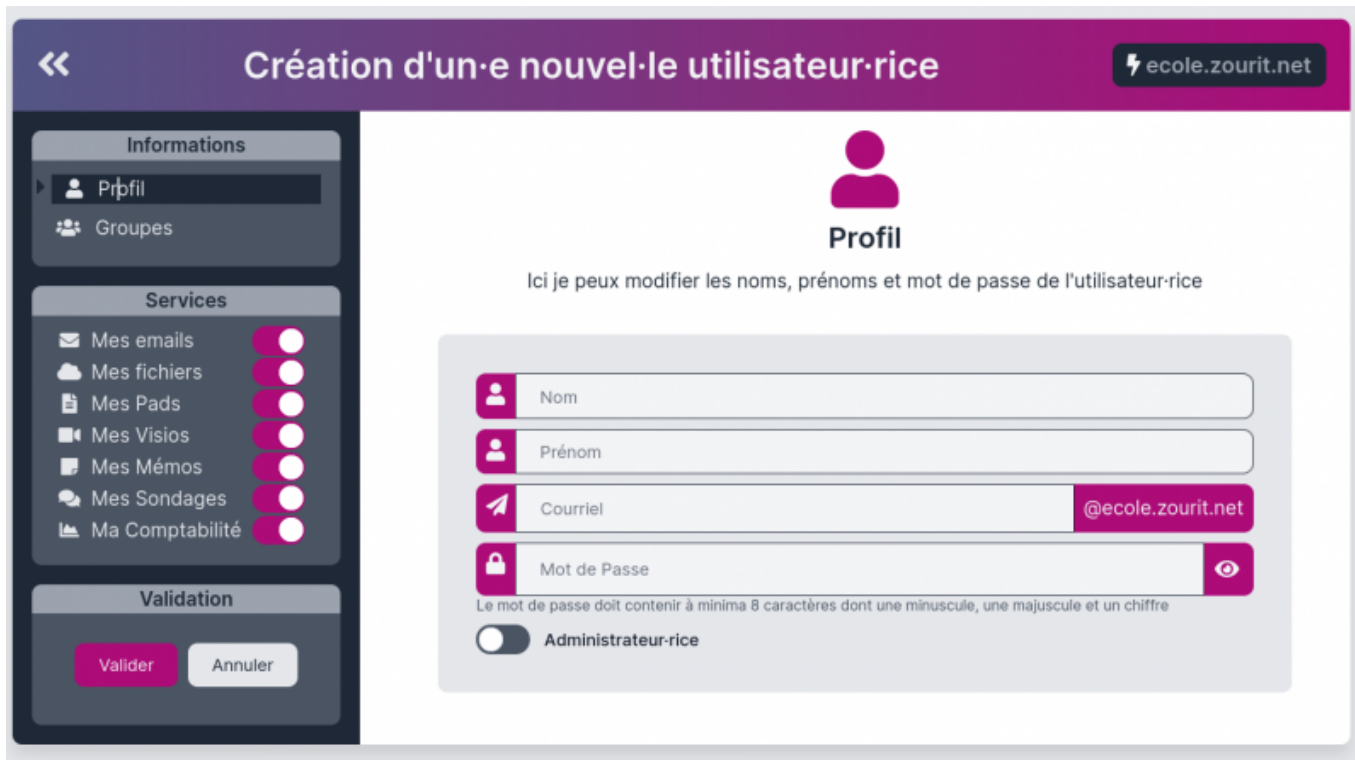 Création d'un·e nouvel·le utilisateur·rice
ecole.zourit.net
Informations
Profil
Groupes
Services
Mes emails
Mes fichiers
Mes Pads
Mes Visios
Mes Mémos
Mes Sondages
Ma Comptabilité
Validation
Valider
Annuler
Profil
Ici je peux modifier les noms, prénoms et mot de passe de l'utilisateur·rice
Nom
Prénom
Courriel
@ecole.zourit.net
Mot de Passe
Le mot de passe doit contenir à minima 8 caractères dont une minuscule, une majuscule et un chiffre
Administrateur·rice